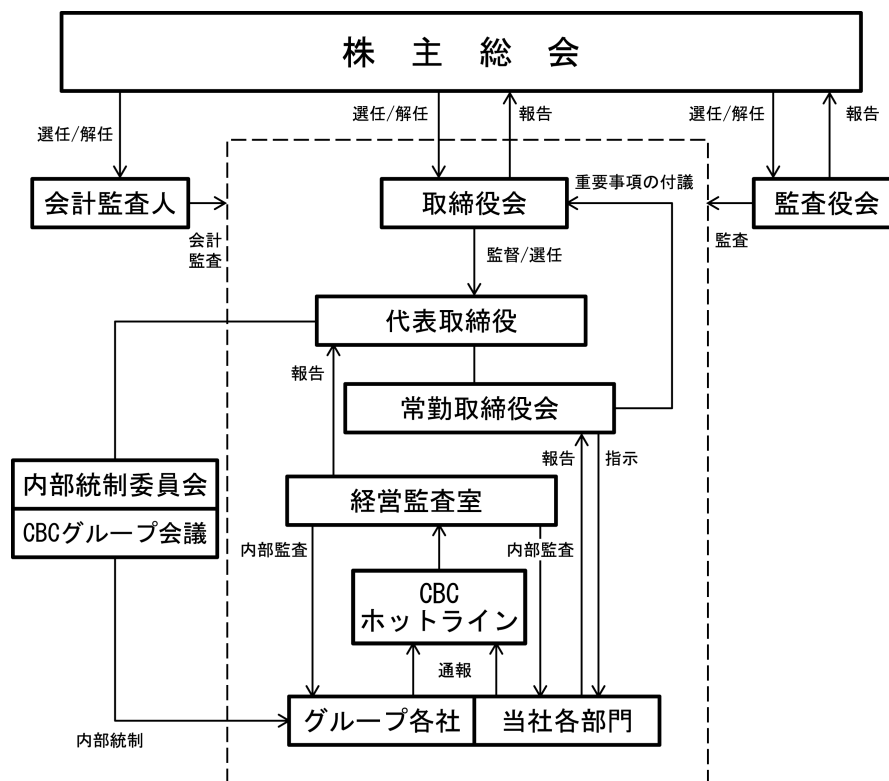 株主総会
選任/解任
選任/解任
報告
選任/解任
報告
会計監査人
取締役会
重要事項の付議
監査役会
会計
監査
監査
監督/選任
代表取締役
報告
常勤取締役会
報告
指示
内部統制委員会
CBCグループ会議
経営監査室
内部監査
内部監査
CBC
ホットライン
通報
グループ各社
当社各部門
内部統制